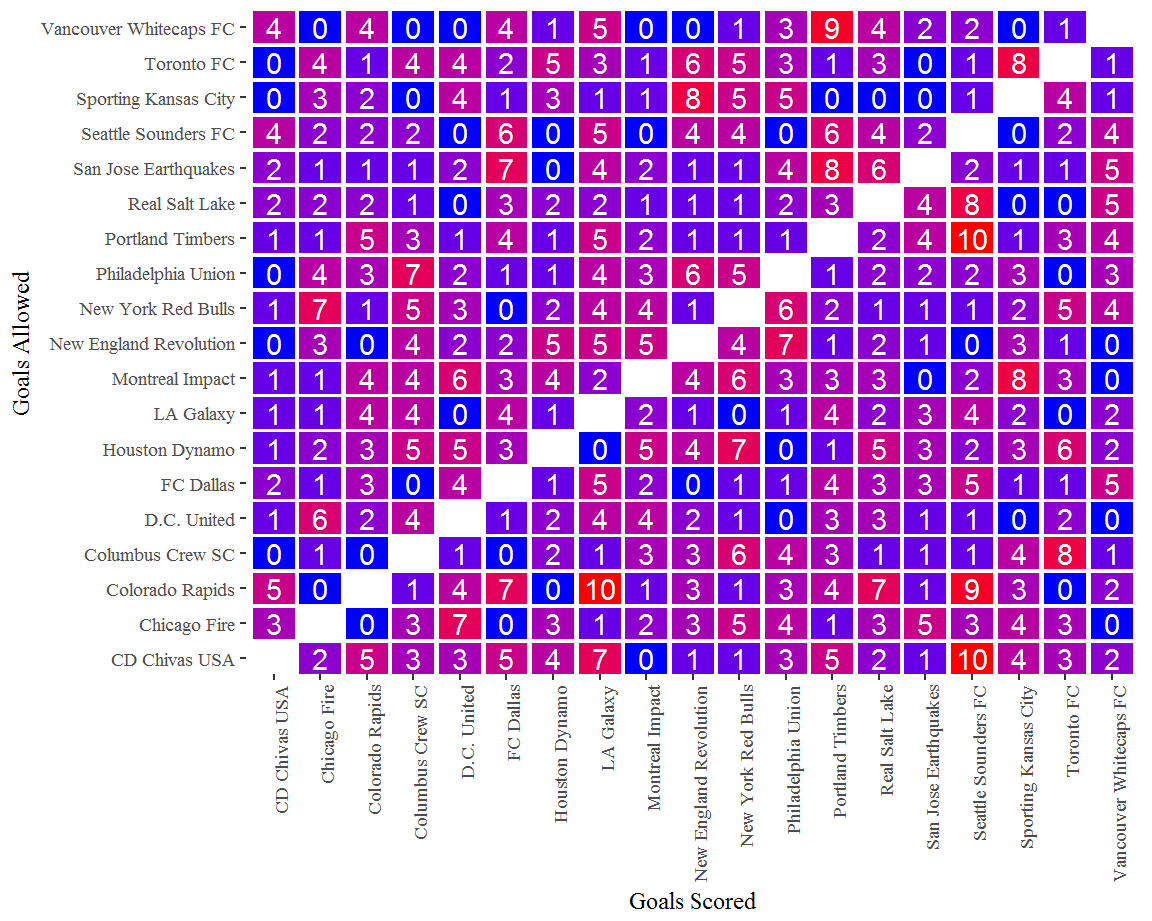 Vancouver Whitecaps FC 4 0 4 0 0 4 1 5 0 0 1 3 9 4 2 2 0 1
Toronto FC 0 4 1 4 4 2 5 3 1 6 5 3 1 3 0 1 8 1
Sporting Kansas City 0 3 2 0 4 1 3 1 1 8 5 5 0 0 0 1 4 1
Seattle Sounders FC 4 2 2 2 0 6 0 5 0 4 4 0 6 4 2 0 2 4
San Jose Earthquakes 2 1 1 1 2 7 0 4 2 1 1 4 8 6 2 1 1 5
Real Salt Lake 2 2 2 1 0 3 2 2 1 1 1 2 3 4 8 0 0 5
Portland Timbers 1 1 5 3 1 4 1 5 2 1 1 1 2 4 10 1 3 4
Philadelphia Union 0 4 3 7 2 1 1 4 3 6 5 1 2 2 2 3 0 3
New York Red Bulls 1 7 1 5 3 0 2 4 4 1 6 2 1 1 1 2 5 4
New England Revolution 0 3 0 4 2 2 5 5 5 4 7 1 2 1 0 3 1 0
Montreal Impact 1 1 4 4 6 3 4 2 4 6 3 3 3 0 2 8 3 0
LA Galaxy 1 1 4 4 0 4 1 2 1 0 1 4 2 3 4 2 0 2
Houston Dynamo 1 2 3 5 5 3 0 5 4 7 0 1 5 3 2 3 6 2
FC Dallas 2 1 3 0 4 1 5 2 0 1 1 4 3 3 5 1 1 5
D.C. United 1 6 2 4 1 2 4 4 2 1 0 3 3 1 1 0 2 0
Columbus Crew SC 0 1 0 1 0 2 1 3 3 6 4 3 1 1 1 4 8 1
Colorado Rapids 5 0 1 4 7 0 10 1 3 1 3 4 7 1 9 3 0 2
Chicago Fire 3 0 3 7 0 3 1 2 3 5 4 1 3 5 3 4 3 0
CD Chivas USA 2 5 3 3 5 4 7 0 1 1 3 5 2 1 10 4 3 2
Goals Allowed
CD Chivas USA
Chicago Fire
Colorado Rapids
Columbus Crew SC
D.C. United
FC Dallas
Houston Dynamo
LA Galaxy
Montreal Impact
New England Revolution
New York Red Bulls
Philadelphia Union
Portland Timbers
Real Salt Lake
San Jose Earthquakes
Seattle Sounders FC
Sporting Kansas City
Toronto FC
Vancouver Whitecaps FC
Goals Scored